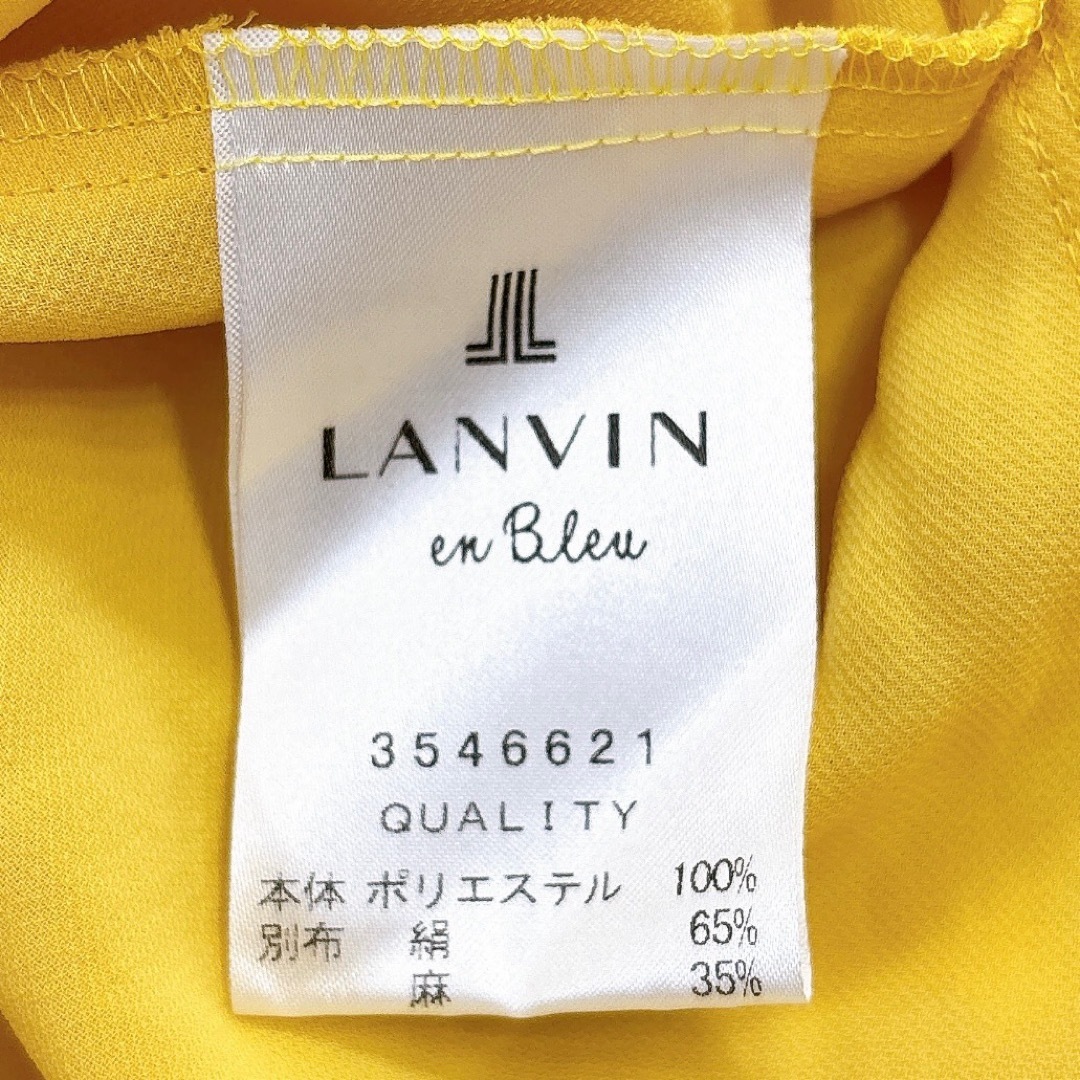 LANVIN
en Bleu
3546621
QUALITY
本体 ポリエステル 100%
別布 絹 65%
麻 35%